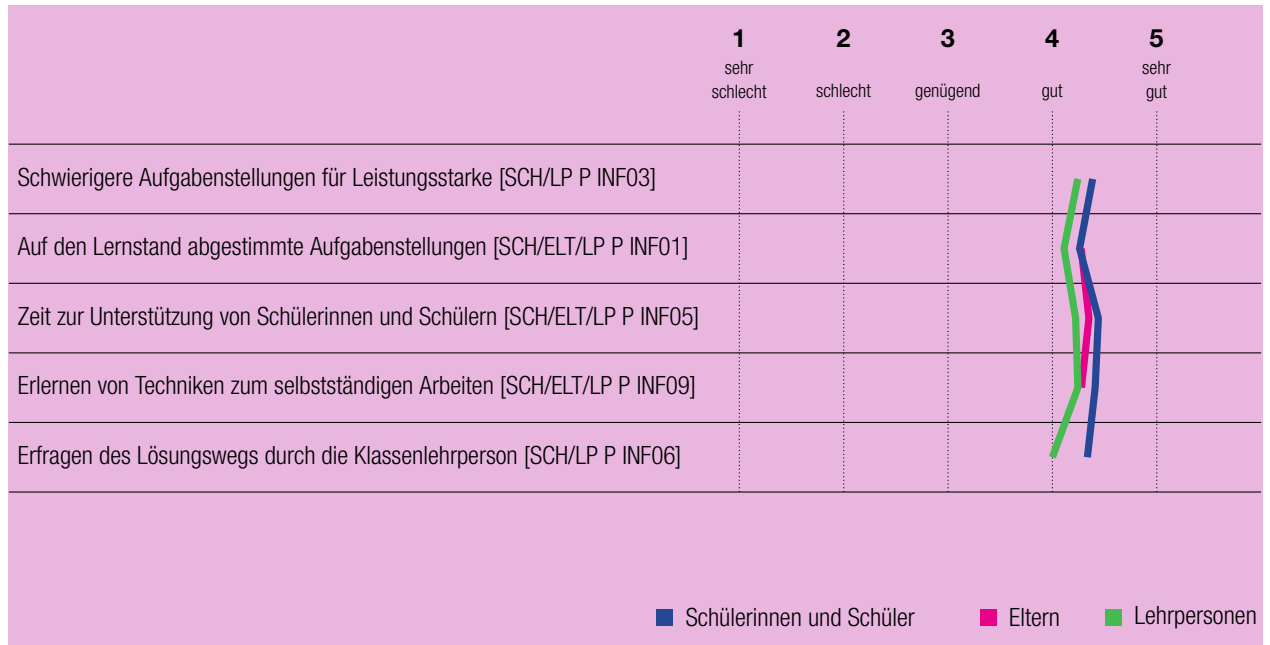 1 2 3 4 5
sehr schlecht schlecht genügend gut sehr gut
Schwierigere Aufgabenstellungen für Leistungsstarke [SCH/LP P INF03]
Auf den Lernstand abgestimmte Aufgabenstellungen [SCH/ELT/LP P INF01]
Zeit zur Unterstützung von Schülerinnen und Schülern [SCH/ELT/LP P INF05]
Erlernen von Techniken zum selbstständigen Arbeiten [SCH/ELT/LP P INF09]
Erfragen des Lösungswegs durch die Klassenlehrperson [SCH/LP P INF06]
Schülerinnen und Schüler Eltern Lehrpersonen